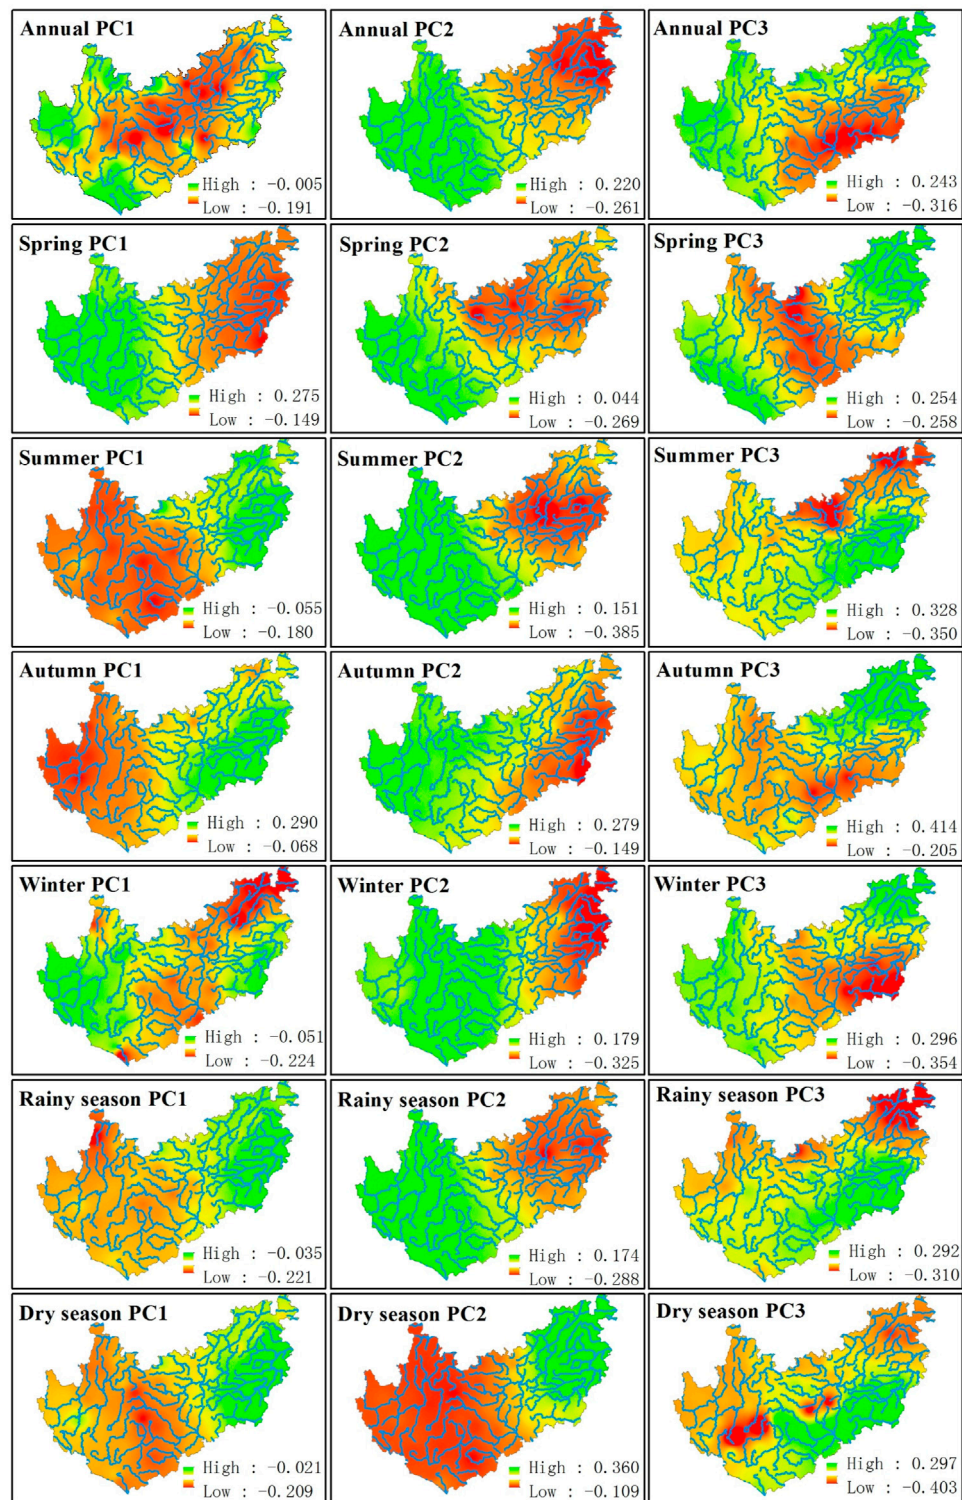 Annual PC1
High : -0.005
Low : -0.191
Annual PC2
High : 0.220
Low : -0.261
Annual PC3
High : 0.243
Low : -0.316
Spring PC1
High : 0.275
Low : -0.149
Spring PC2
High : 0.044
Low : -0.269
Spring PC3
High : 0.254
Low : -0.258
Summer PC1
High : -0.055
Low : -0.180
Summer PC2
High : 0.151
Low : -0.385
Summer PC3
High : 0.328
Low : -0.350
Autumn PC1
High : 0.290
Low : -0.068
Autumn PC2
High : 0.279
Low : -0.149
Autumn PC3
High : 0.414
Low : -0.205
Winter PC1
High : -0.051
Low : -0.224
Winter PC2
High : 0.179
Low : -0.325
Winter PC3
High : 0.296
Low : -0.354
Rainy season PC1
High : -0.035
Low : -0.221
Rainy season PC2
High : 0.174
Low : -0.288
Rainy season PC3
High : 0.292
Low : -0.310
Dry season PC1
High : -0.021
Low : -0.209
Dry season PC2
High : 0.360
Low : -0.109
Dry season PC3
High : 0.297
Low : -0.403